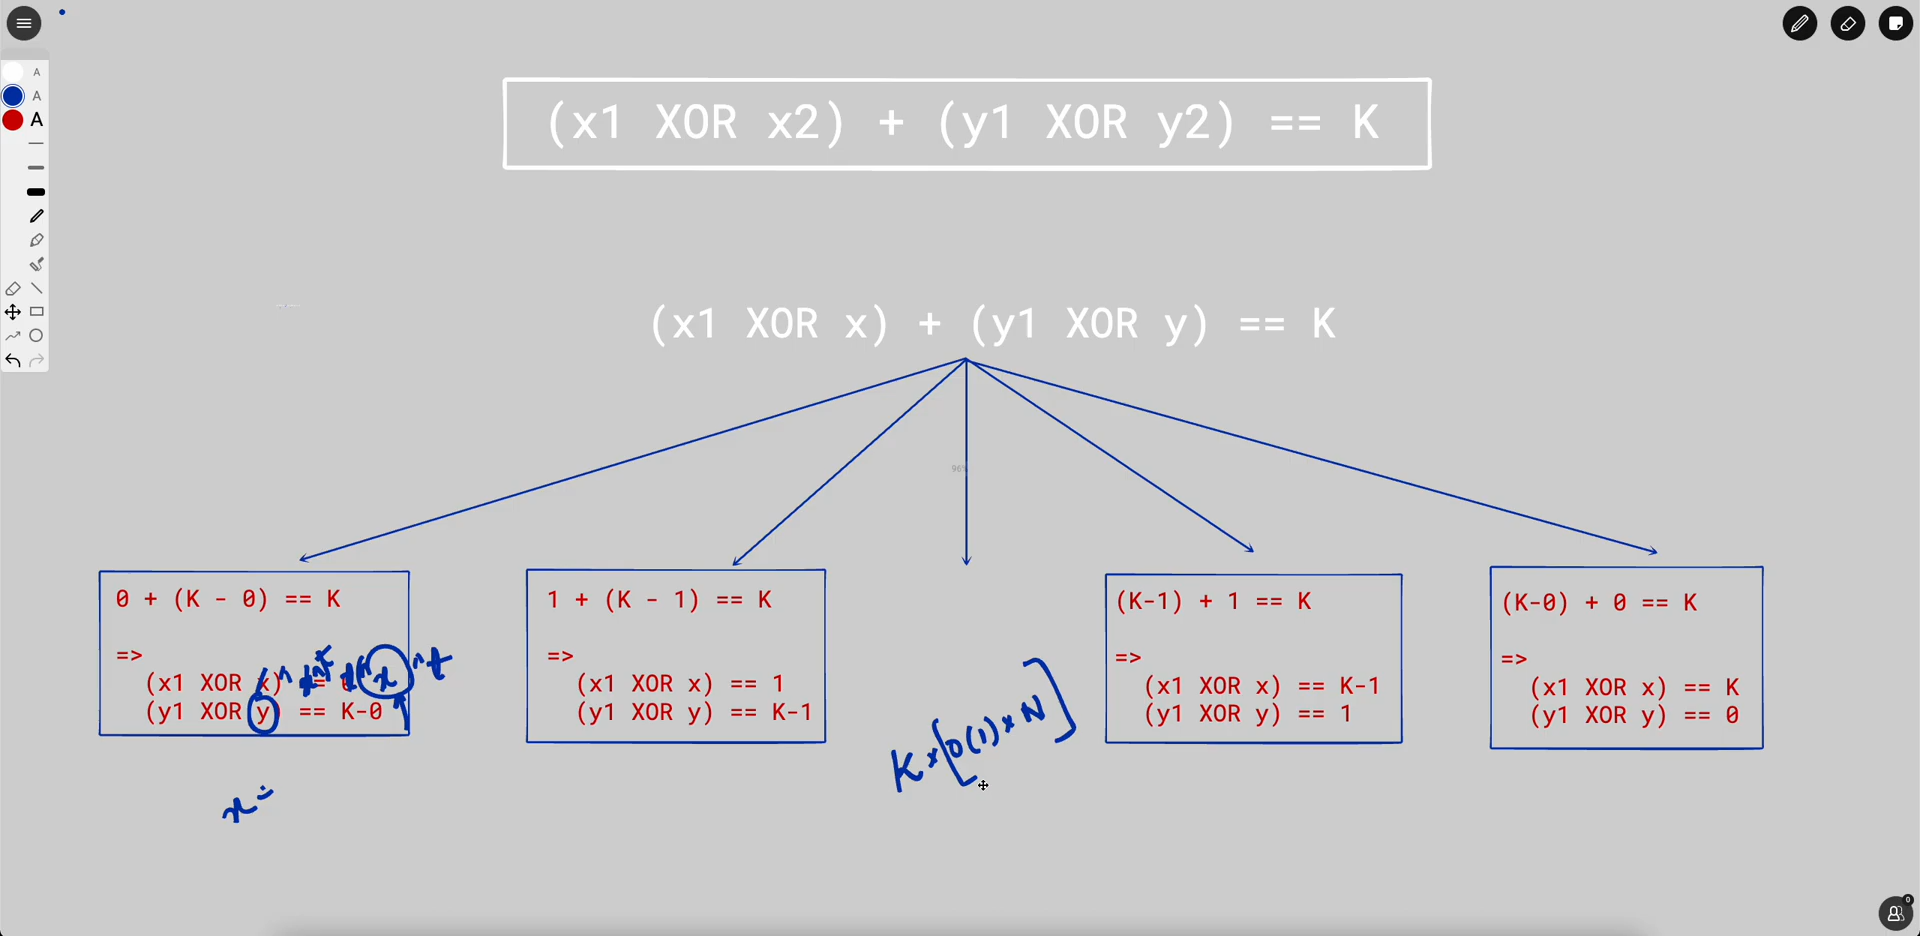 (x1 XOR x2) + (y1 XOR y2) == K
(x1 XOR x) + (y1 XOR y) == K
96%
0 + (K - 0) == K
=>
(x1 XOR x) =
(y1 XOR y) == K-0
x =
1 + (K - 1) == K
=>
(x1 XOR x) == 1
(y1 XOR y) == K-1
K * [O(1) * N]
(K-1) + 1 == K
=>
(x1 XOR x) == K-1
(y1 XOR y) == 1
(K-0) + 0 == K
=>
(x1 XOR x) == K
(y1 XOR y) == 0
A
A
A
0